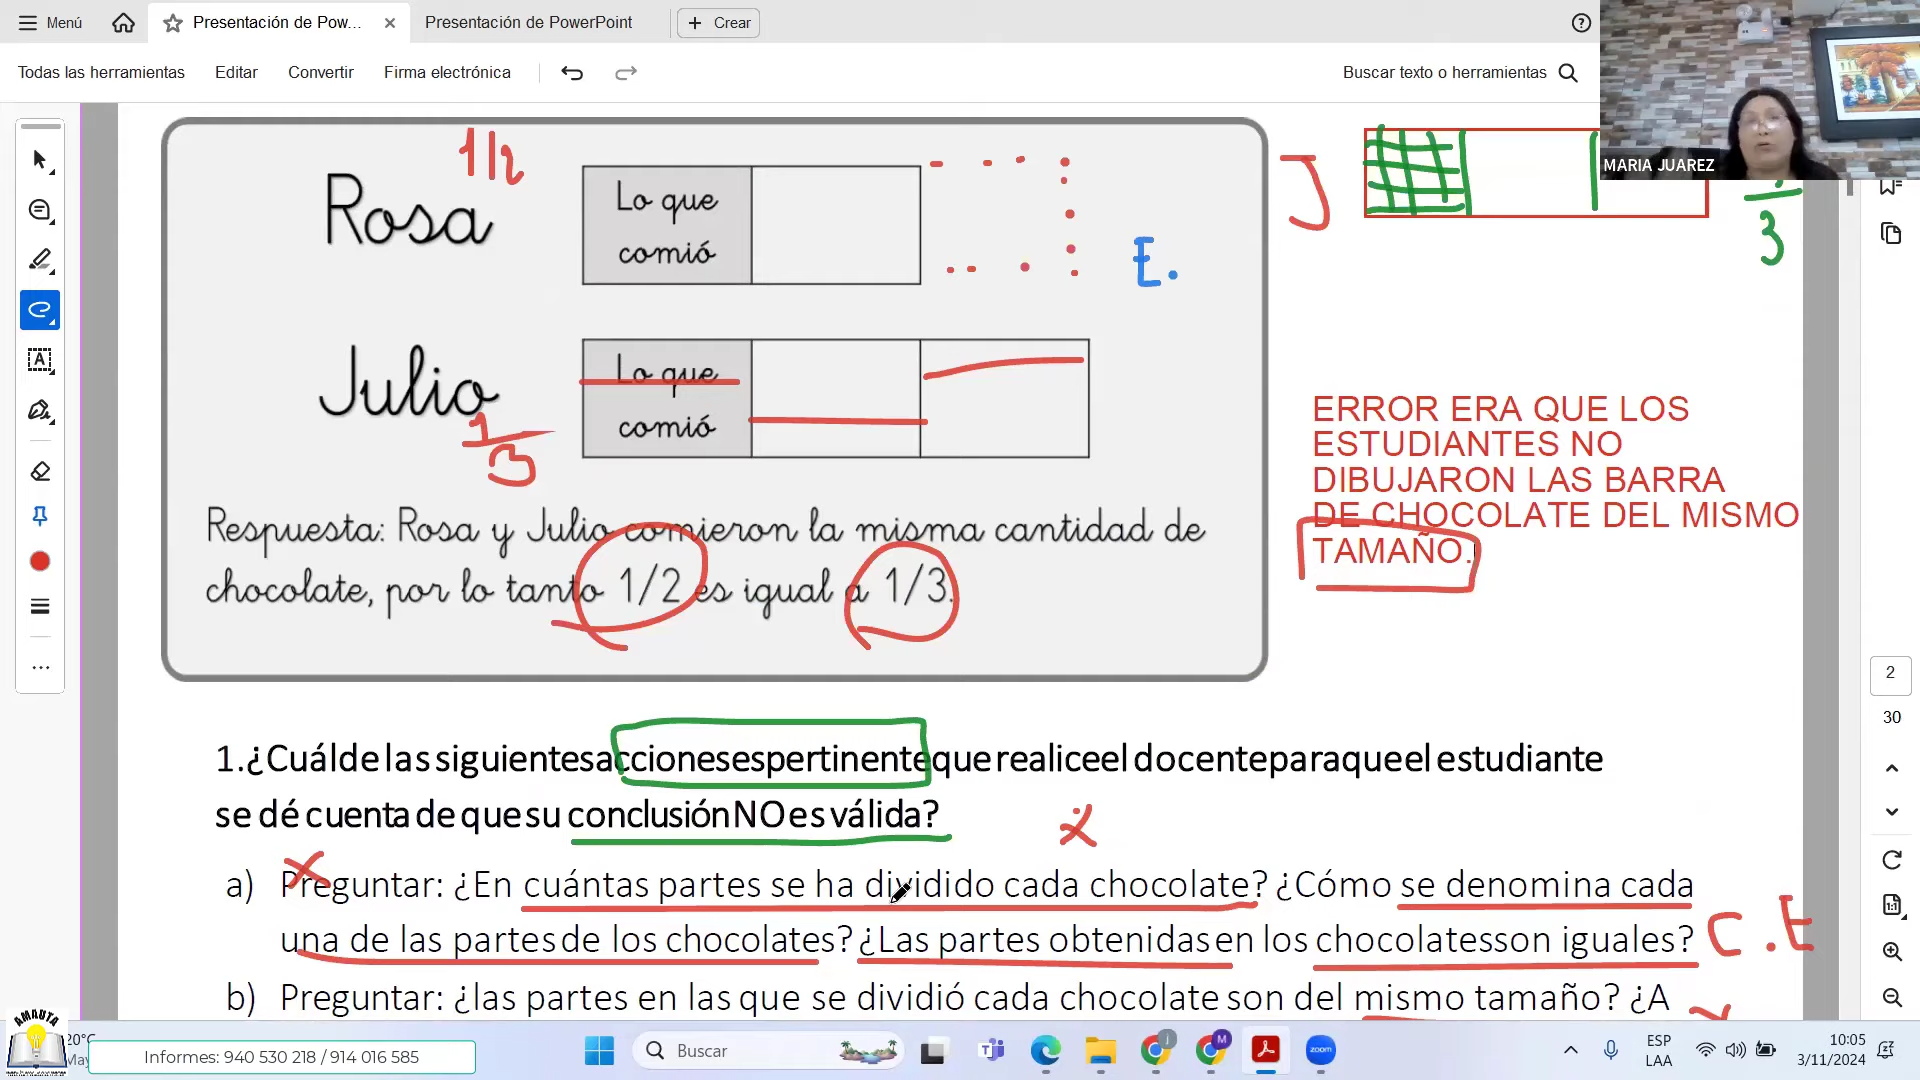 Menú
Presentación de Pow...
Presentación de PowerPoint
Crear
Todas las herramientas
Editar
Convertir
Firma electrónica
Buscar texto o herramientas
MARIA JUAREZ
1/2
Rosa
Lo que
comió
E.
J
3
Julio
1
3
Lo que
comió
Respuesta: Rosa y Julio comieron la misma cantidad de
chocolate, por lo tanto 1/2 es igual a 1/3.
ERROR ERA QUE LOS
ESTUDIANTES NO
DIBUJARON LAS BARRA
DE CHOCOLATE DEL MISMO
TAMAÑO.
2
30
1.¿Cuál de las siguientes acciones es pertinente que realice el docente para que el estudiante
se dé cuenta de que su conclusión NO es válida?
a) Preguntar: ¿En cuántas partes se ha dividido cada chocolate? ¿Cómo se denomina cada
una de las partes de los chocolates? ¿Las partes obtenidas en los chocolates son iguales?
C.E
b) Preguntar: ¿las partes en las que se dividió cada chocolate son del mismo tamaño? ¿A
AMAUTA
20°C
Informes: 940 530 218 / 914 016 585
Buscar
zoom
ESP
LAA
10:05
3/11/2024